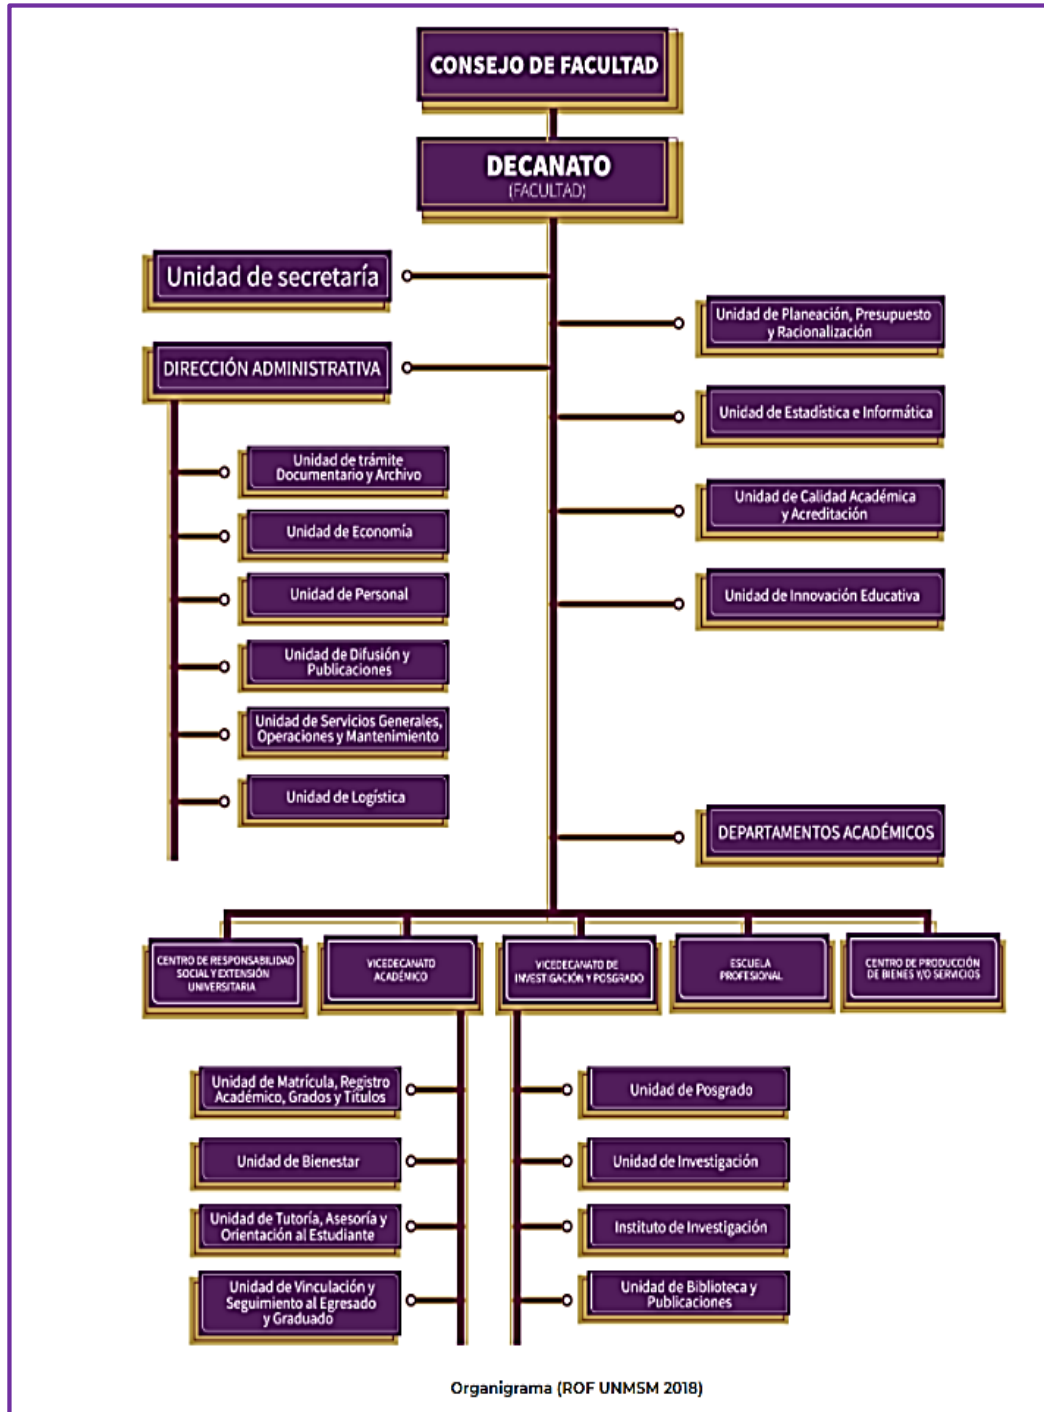 CONSEJO DE FACULTAD
DECANATO
(FACULTAD)
Unidad de secretaría
DIRECCIÓN ADMINISTRATIVA
Unidad de trámite
Documentario y Archivo
Unidad de Economía
Unidad de Personal
Unidad de Difusión y
Publicaciones
Unidad de Servicios Generales,
Operaciones y Mantenimiento
Unidad de Logística
Unidad de Planeación, Presupuesto
y Racionalización
Unidad de Estadística e Informática
Unidad de Calidad Académica
y Acreditación
Unidad de Innovación Educativa
DEPARTAMENTOS ACADÉMICOS
CENTRO DE RESPONSABILIDAD
SOCIAL Y EXTENSIÓN
UNIVERSITARIA
VICEDECANATO
ACADÉMICO
VICEDECANATO DE
INVESTIGACIÓN Y POSGRADO
ESCUELA
PROFESIONAL
CENTRO DE PRODUCCIÓN
DE BIENES Y/O SERVICIOS
Unidad de Matrícula, Registro
Académico, Grados y Títulos
Unidad de Bienestar
Unidad de Tutoría, Asesoría y
Orientación al Estudiante
Unidad de Vinculación y
Seguimiento al Egresado
y Graduado
Unidad de Posgrado
Unidad de Investigación
Instituto de Investigación
Unidad de Biblioteca y
Publicaciones
Organigrama (ROF UNMSM 2018)